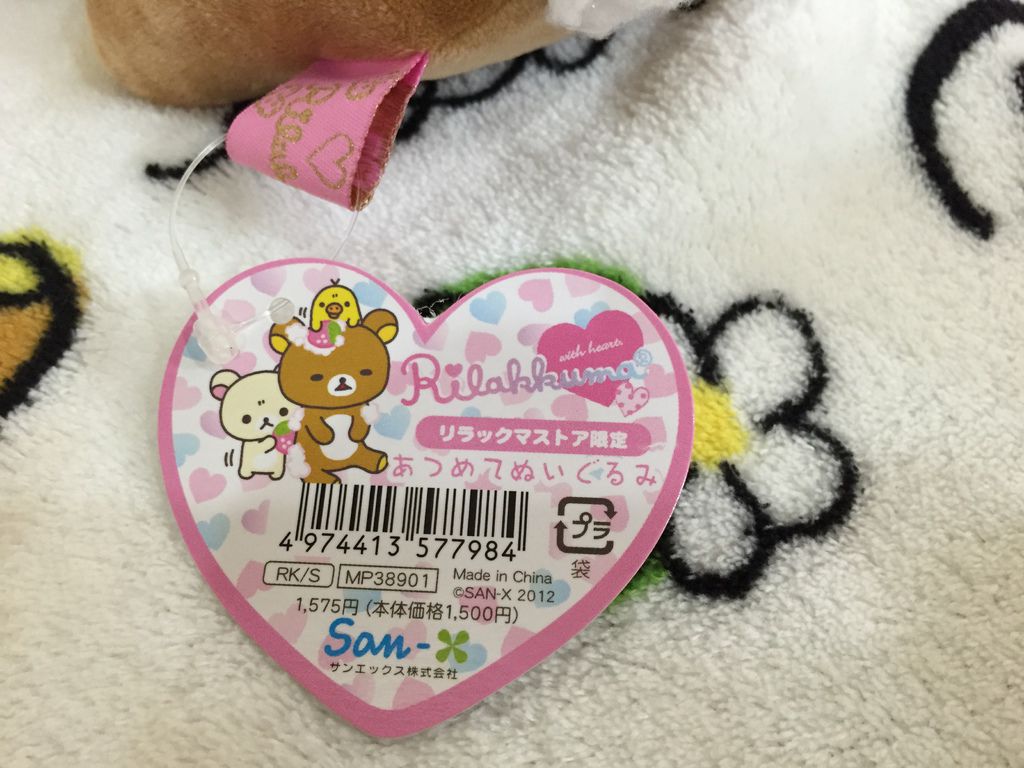 with heart.
Rilakkuma®
リラックマストア限定
あつめてぬいぐるみ
4 974413 577984
プラ
袋
RK/S MP38901
Made in China
©SAN-X 2012
1,575円 (本体価格1,500円)
San-X
サンエックス株式会社